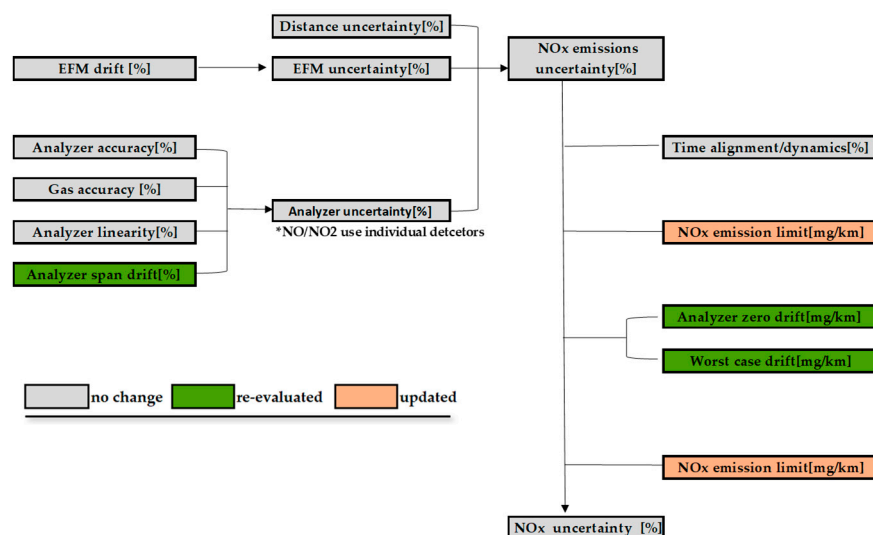 Distance uncertainty[%]
NOx emissions
uncertainty[%]
EFM drift [%]
EFM uncertainty[%]
Analyzer accuracy[%]
Time alignment/dynamics[%]
Gas accuracy [%]
Analyzer uncertainty[%]
*NO/NO2 use individual detcetors
Analyzer linearity[%]
NOx emission limit[mg/km]
Analyzer span drift[%]
Analyzer zero drift[mg/km]
Worst case drift[mg/km]
no change
re-evaluated
updated
NOx emission limit[mg/km]
NOx uncertainty [%]